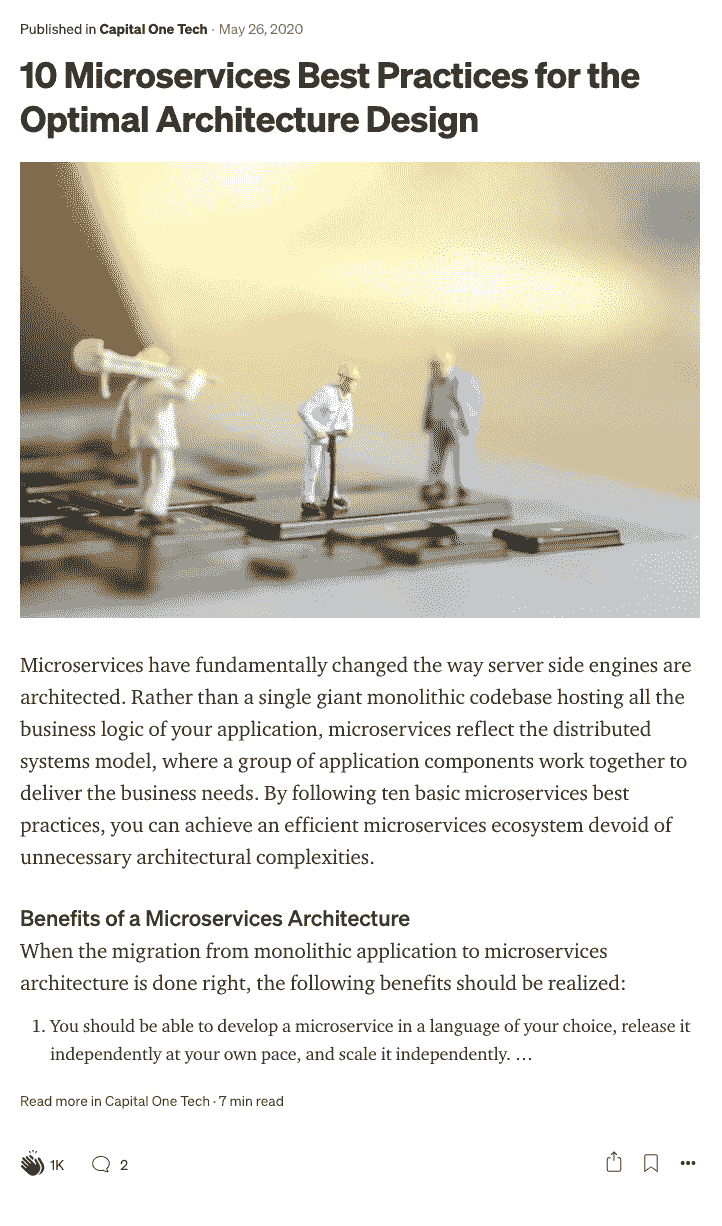 Published in Capital One Tech · May 26, 2020
10 Microservices Best Practices for the
Optimal Architecture Design
Microservices have fundamentally changed the way server side engines are
architected. Rather than a single giant monolithic codebase hosting all the
business logic of your application, microservices reflect the distributed
systems model, where a group of application components work together to
deliver the business needs. By following ten basic microservices best
practices, you can achieve an efficient microservices ecosystem devoid of
unnecessary architectural complexities.
Benefits of a Microservices Architecture
When the migration from monolithic application to microservices
architecture is done right, the following benefits should be realized:
1. You should be able to develop a microservice in a language of your choice, release it
independently at your own pace, and scale it independently. …
Read more in Capital One Tech · 7 min read
1K 2